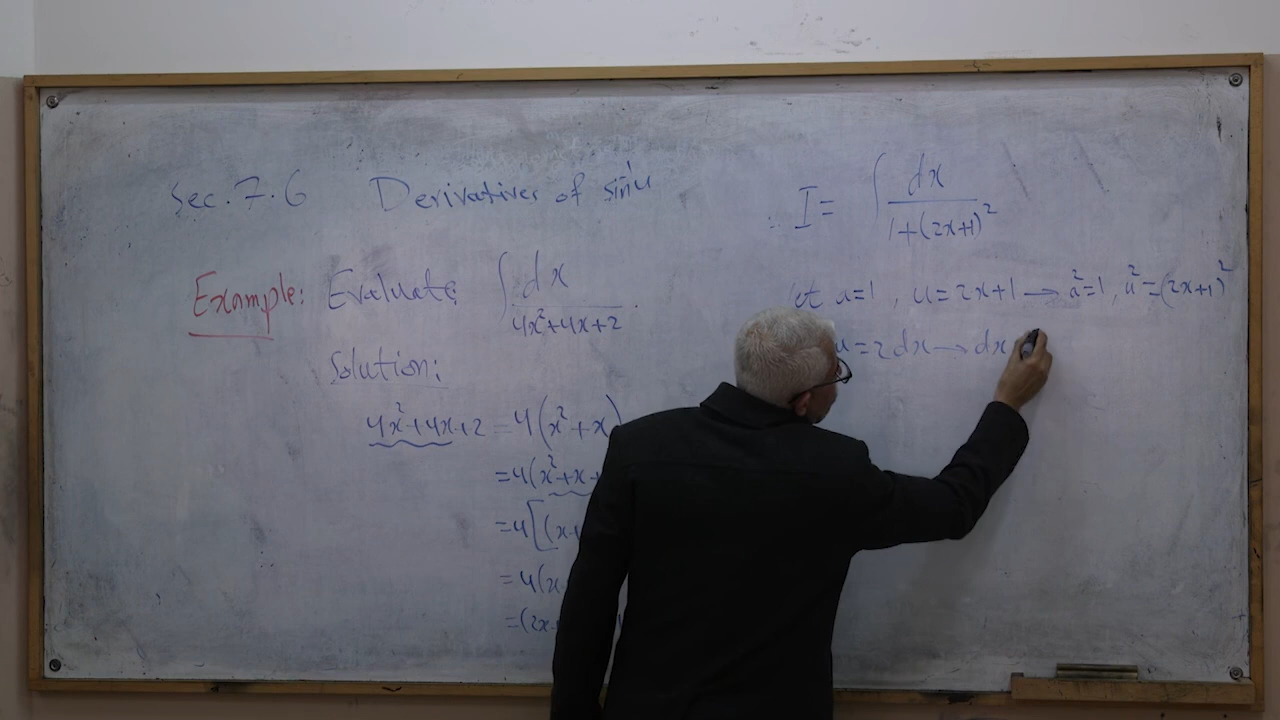 Sec. 7.6 Derivatives of sin⁻¹u
Example: Evaluate ∫ dx / 4x²+4x+2 .
Solution:
4x²+4x+2 = 4(x²+x)
= 4(x²+x+
= 4[(x+
= 4(x
= (2x
I = ∫ dx / 1+(2x+1)²
let a=1 , u=2x+1 → a²=1 , u²=(2x+1)²
u=2dx → dx